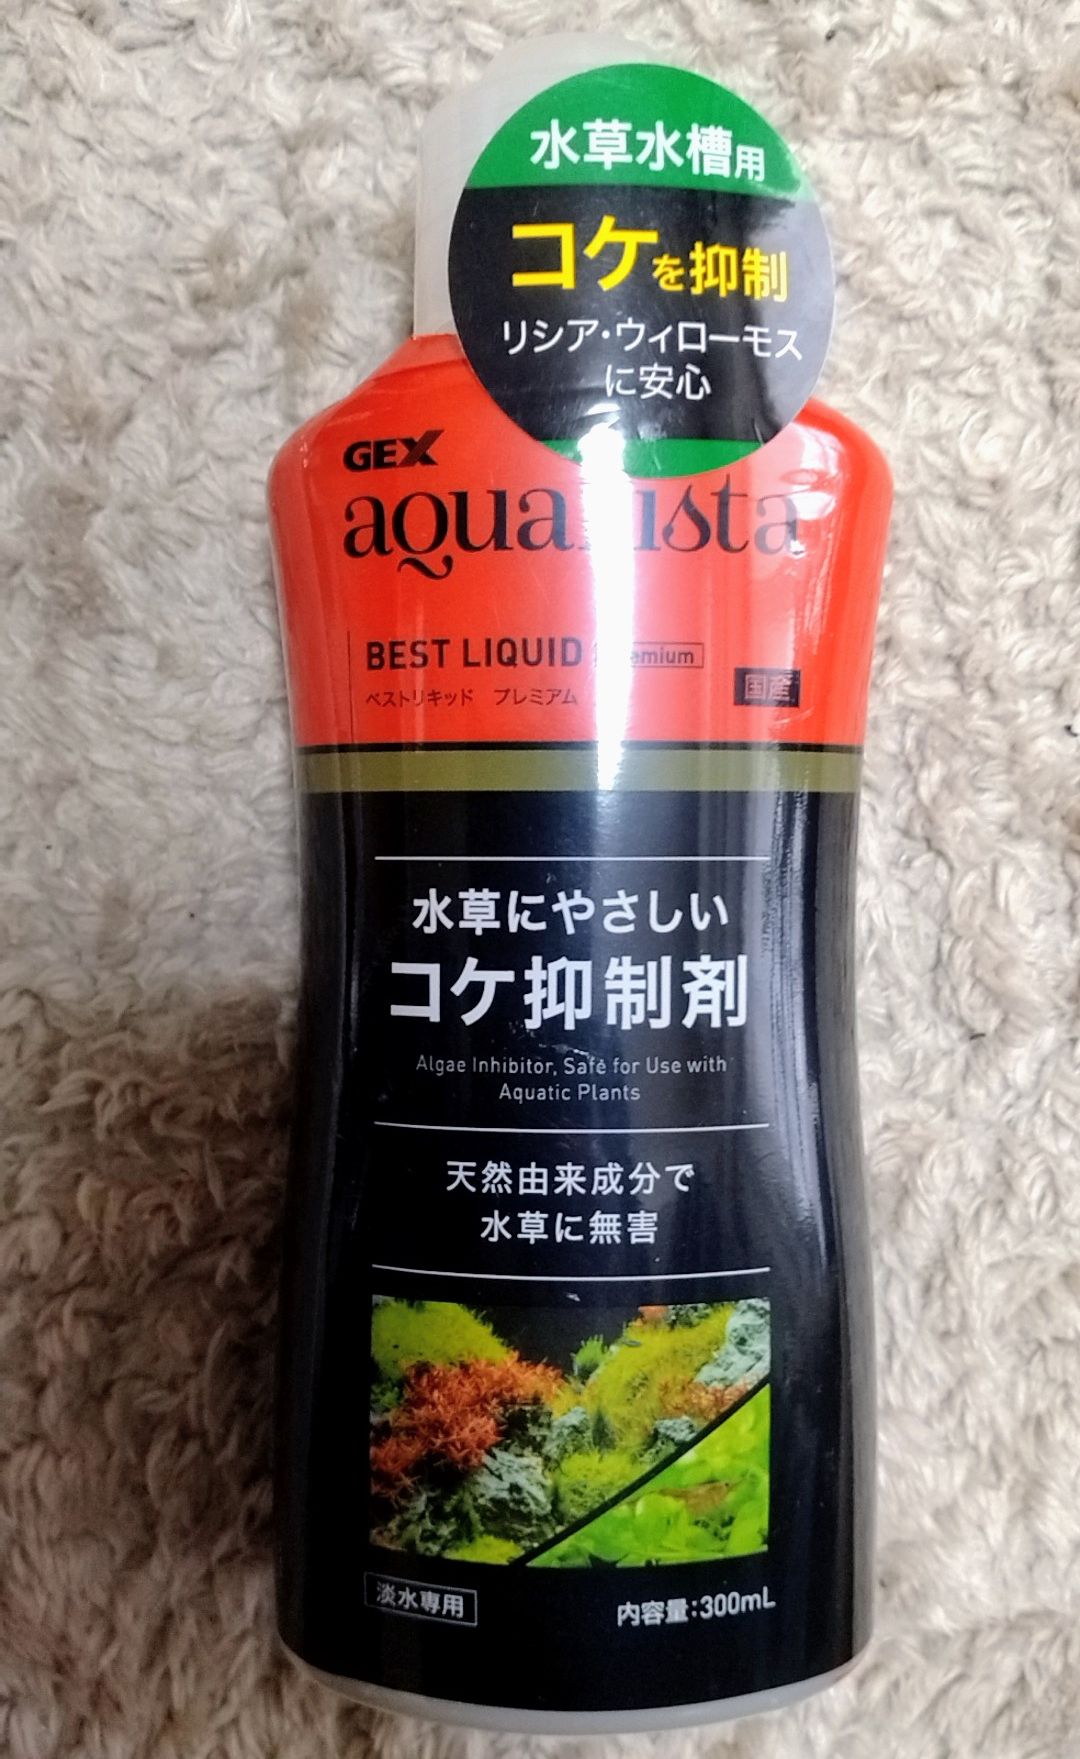 水草水槽用
コケを抑制
リシア・ウィローモス
に安心
GEX
BEST LIQUID
ベストリキッド プレミアム
国産
水草にやさしい
コケ抑制剤
Algae Inhibitor, Safe for Use with
Aquatic Plants
天然由来成分で
水草に無害
淡水専用
内容量:300mL